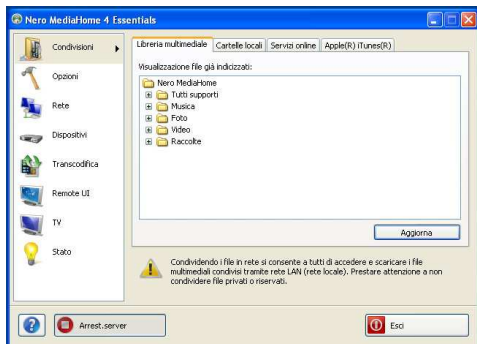 Nero MediaHome 4 Essentials
Condivisioni
Opzioni
Rete
Dispositivi
Transcodifica
Remote UI
TV
Stato
Libreria multimediale
Cartelle locali
Servizi online
Apple(R) iTunes(R)
Visualizzazione file già indicizzati:
Nero MediaHome
Tutti supporti
Musica
Foto
Video
Raccolte
Aggiorna
Condividendo i file in rete si consente a tutti di accedere e scaricare i file
multimediali condivisi tramite rete LAN (rete locale). Prestare attenzione a non
condividere file privati o riservati.
Arrest.server
Esci